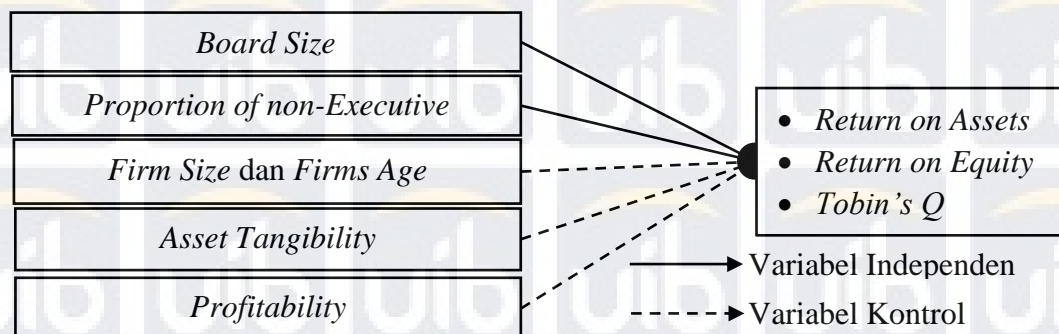 Board Size
Proportion of non-Executive
Firm Size dan Firms Age
Asset Tangibility
Profitability
• Return on Assets
• Return on Equity
• Tobin's Q
Variabel Independen
Variabel Kontrol
uib